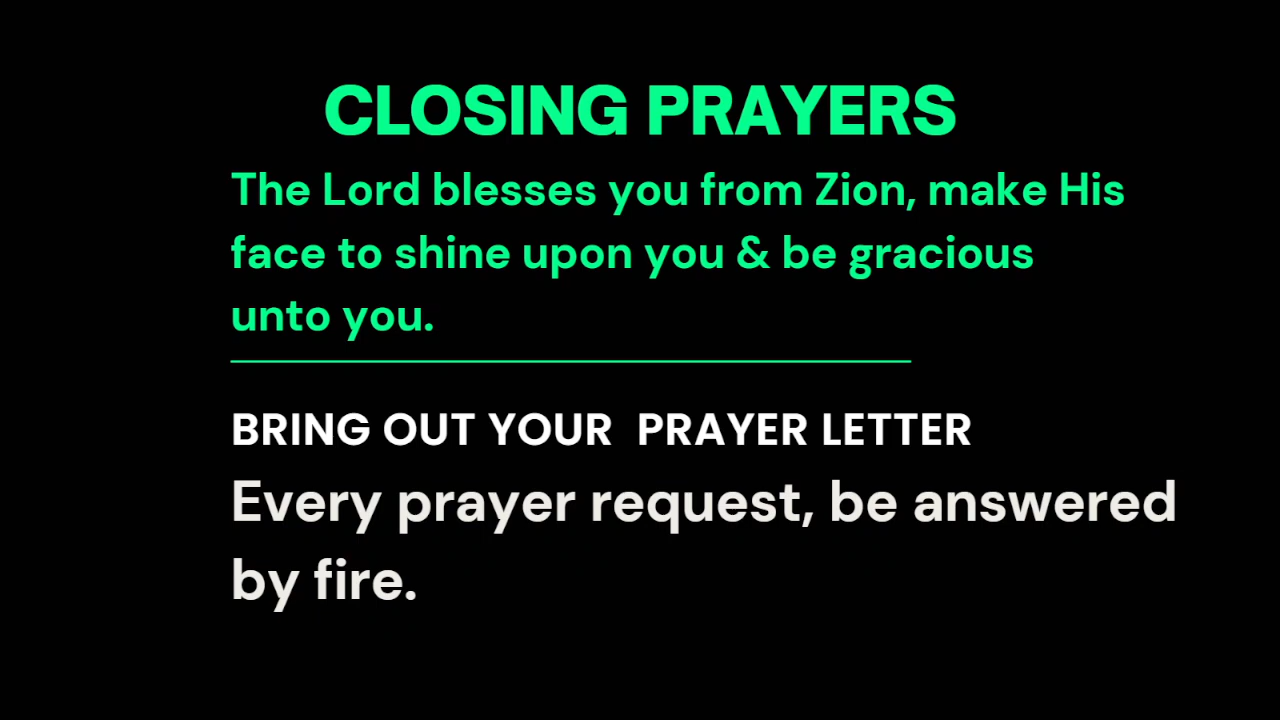 CLOSING PRAYERS
The Lord blesses you from Zion, make His
face to shine upon you & be gracious
unto you.
BRING OUT YOUR  PRAYER LETTER
Every prayer request, be answered
by fire.